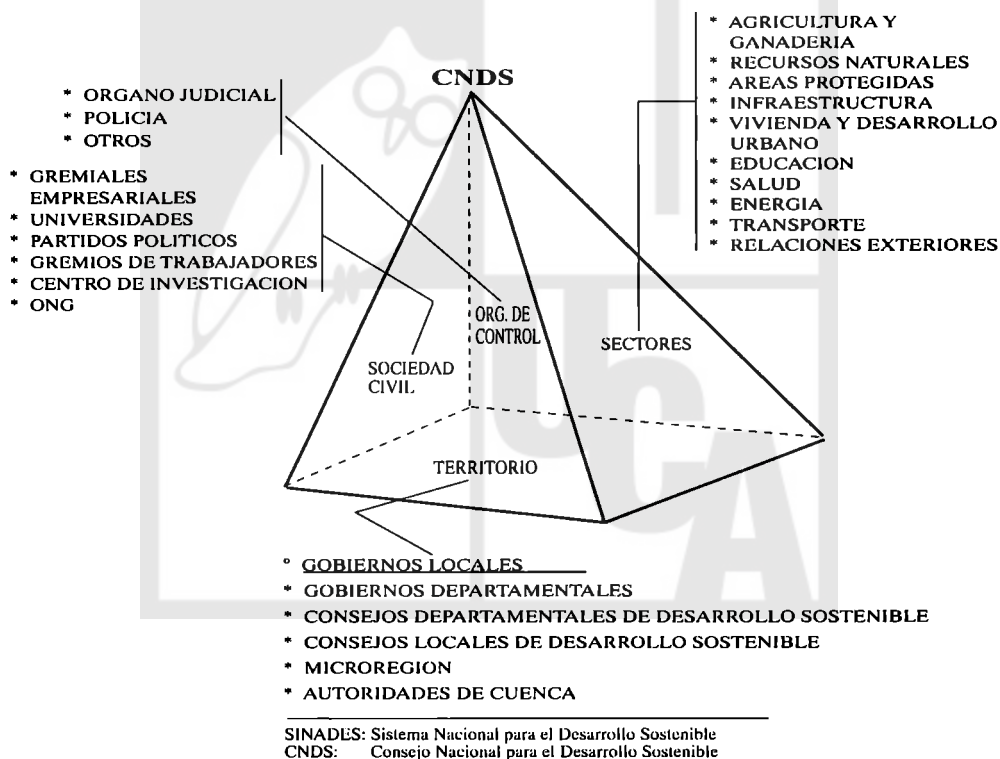 CNDS
* ORGANO JUDICIAL
* POLICIA
* OTROS
* GREMIALES
EMPRESARIALES
* UNIVERSIDADES
* PARTIDOS POLITICOS
* GREMIOS DE TRABAJADORES
* CENTRO DE INVESTIGACION
* ONG
* AGRICULTURA Y
GANADERIA
* RECURSOS NATURALES
* AREAS PROTEGIDAS
* INFRAESTRUCTURA
* VIVIENDA Y DESARROLLO
URBANO
* EDUCACION
* SALUD
* ENERGIA
* TRANSPORTE
* RELACIONES EXTERIORES
ORG. DE
CONTROL
SECTORES
SOCIEDAD
CIVIL
TERRITORIO
° GOBIERNOS LOCALES
* GOBIERNOS DEPARTAMENTALES
* CONSEJOS DEPARTAMENTALES DE DESARROLLO SOSTENIBLE
* CONSEJOS LOCALES DE DESARROLLO SOSTENIBLE
* MICROREGION
* AUTORIDADES DE CUENCA
SINADES: Sistema Nacional para el Desarrollo Sostenible
CNDS: Consejo Nacional para el Desarrollo Sostenible
UCA